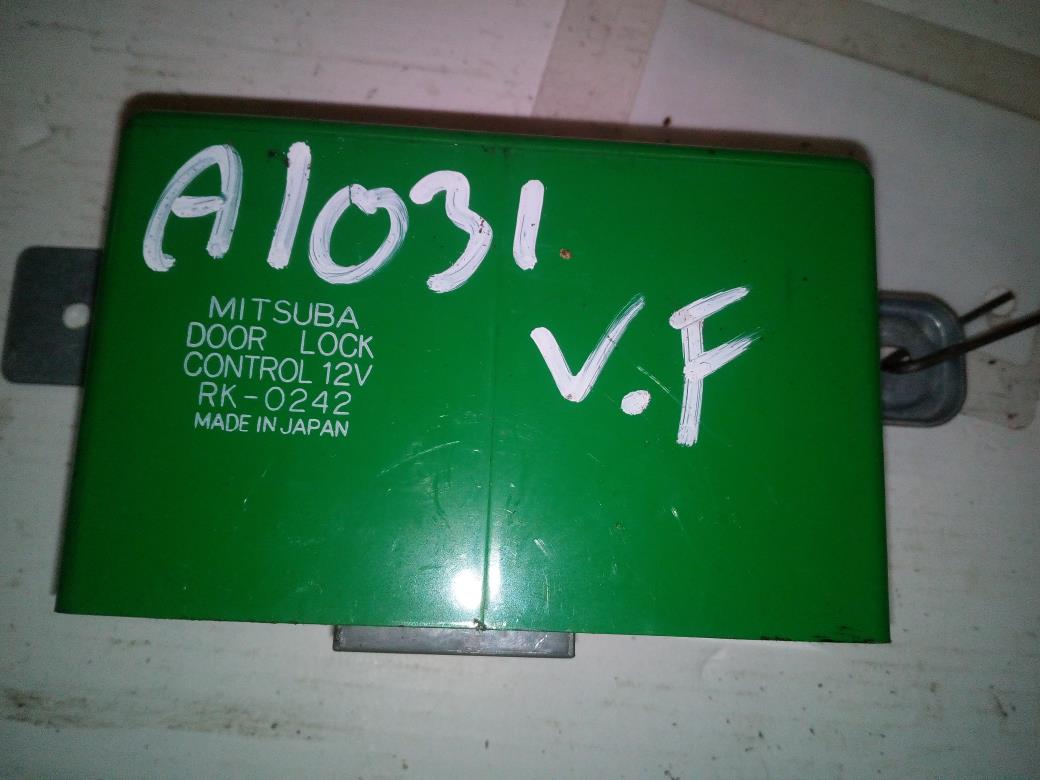 A1031
MITSUBA
DOOR LOCK
CONTROL 12V
RK-0242
MADE IN JAPAN
V.F